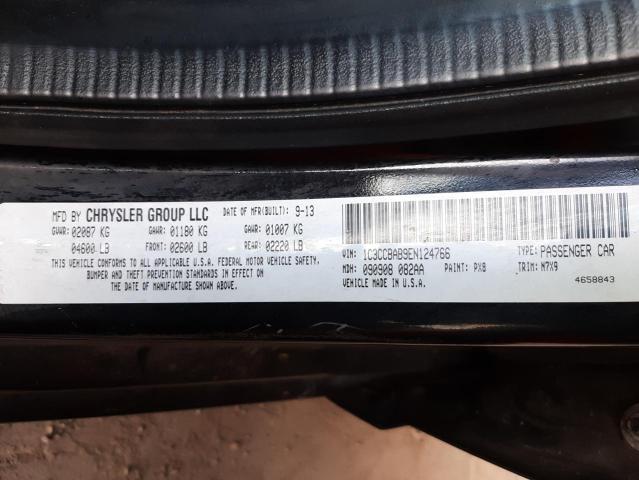 MFD BY CHRYSLER GROUP LLC DATE OF MFR(BUILT): 9-13
GVWR: 02087 KG GAWR: 01180 KG GAWR: 01007 KG
04600 LB FRONT: 02600 LB REAR: 02220 LB
THIS VEHICLE CONFORMS TO ALL APPLICABLE U.S.A. FEDERAL MOTOR VEHICLE SAFETY,
BUMPER AND THEFT PREVENTION STANDARDS IN EFFECT ON
THE DATE OF MANUFACTURE SHOWN ABOVE.
VIN: 1C3CCBAB9EN124766 TYPE: PASSENGER CAR
MDH: 090908 082AA PAINT: PX8 TRIM: N7X9
VEHICLE MADE IN U.S.A. 4658843